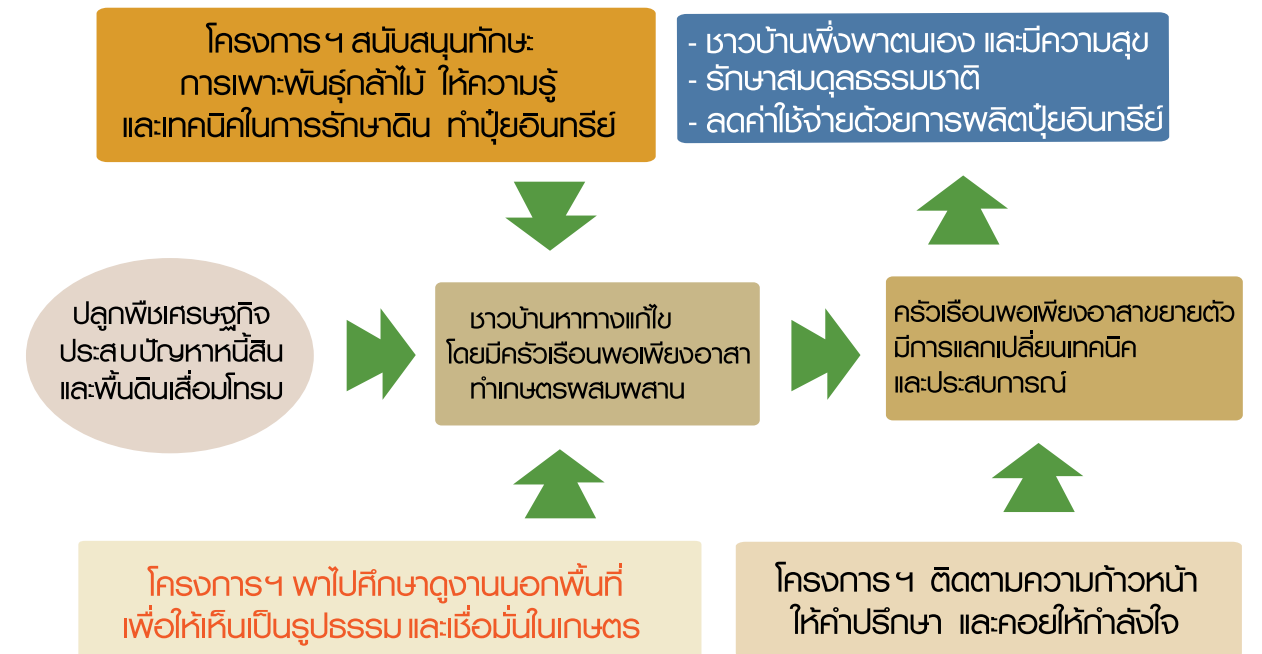 โครงการฯ สนับสนุนทักษะ
การเพาะพันธุ์กล้าไม้ ให้ความรู้
และเทคนิคในการรักษาดิน ทำปุ๋ยอินทรีย์
- ชาวบ้านพึ่งพาตนเอง และมีความสุข
- รักษาสมดุลธรรมชาติ
- ลดค่าใช้จ่ายด้วยการผลิตปุ๋ยอินทรีย์
ปลูกพืชเศรษฐกิจ
ประสบปัญหาหนี้สิน
และพื้นดินเสื่อมโทรม
ชาวบ้านหาทางแก้ไข
โดยมีครัวเรือนพอเพียงอาสา
ทำเกษตรผสมผสาน
ครัวเรือนพอเพียงอาสาขยายตัว
มีการแลกเปลี่ยนเทคนิค
และประสบการณ์
โครงการฯ พาไปศึกษาดูงานนอกพื้นที่
เพื่อให้เห็นเป็นรูปธรรม และเชื่อมั่นในเกษตร
โครงการฯ ติดตามความก้าวหน้า
ให้คำปรึกษา และคอยให้กำลังใจ